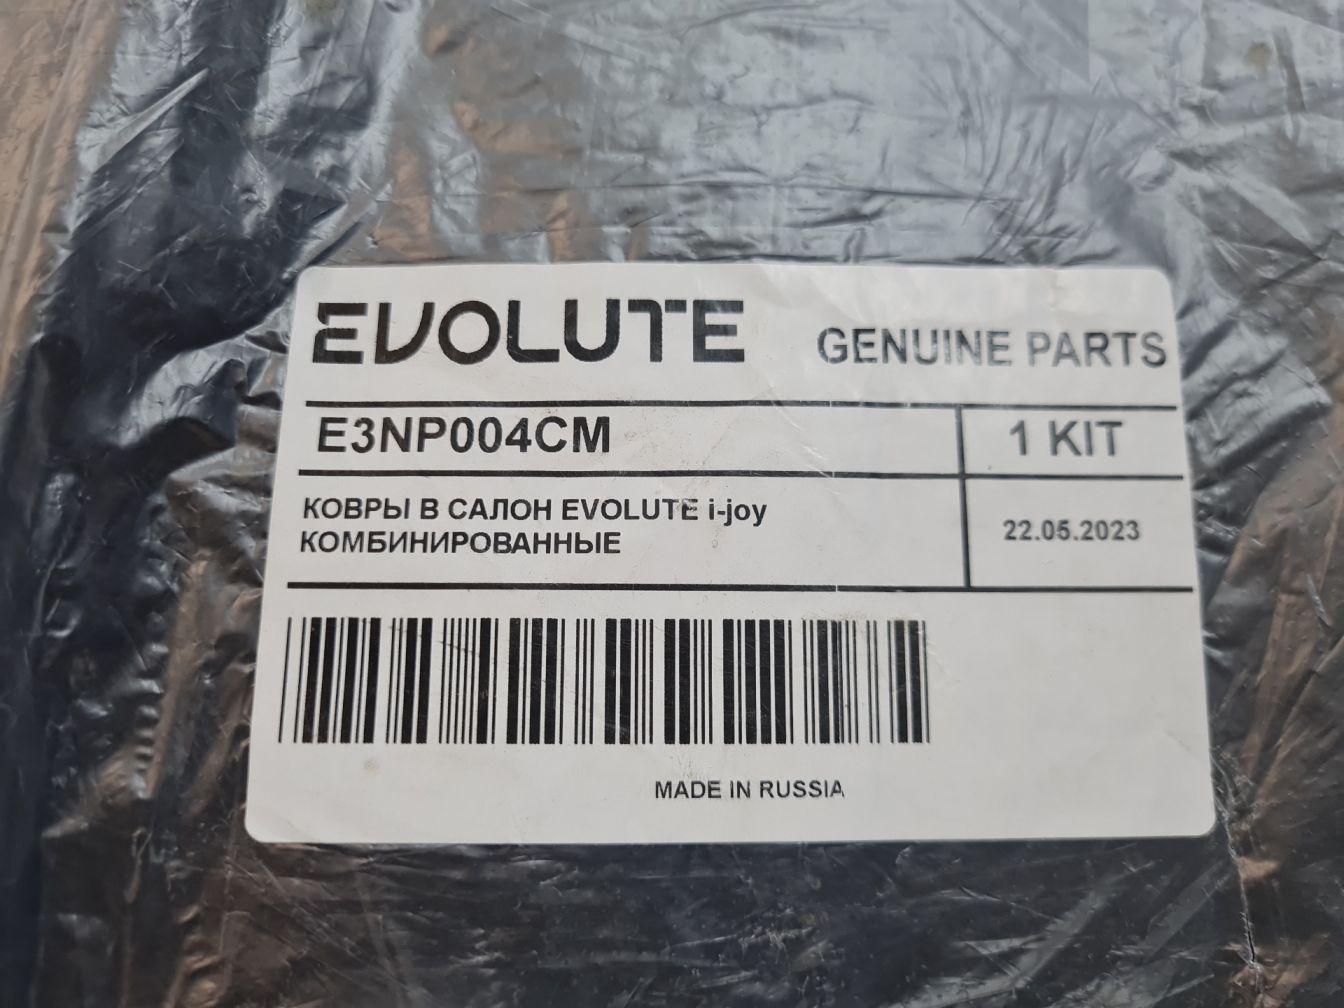 EVOLUTE GENUINE PARTS
E3NP004CM 1 KIT
КОВРЫ В САЛОН EVOLUTE i-joy
КОМБИНИРОВАННЫЕ
22.05.2023
MADE IN RUSSIA